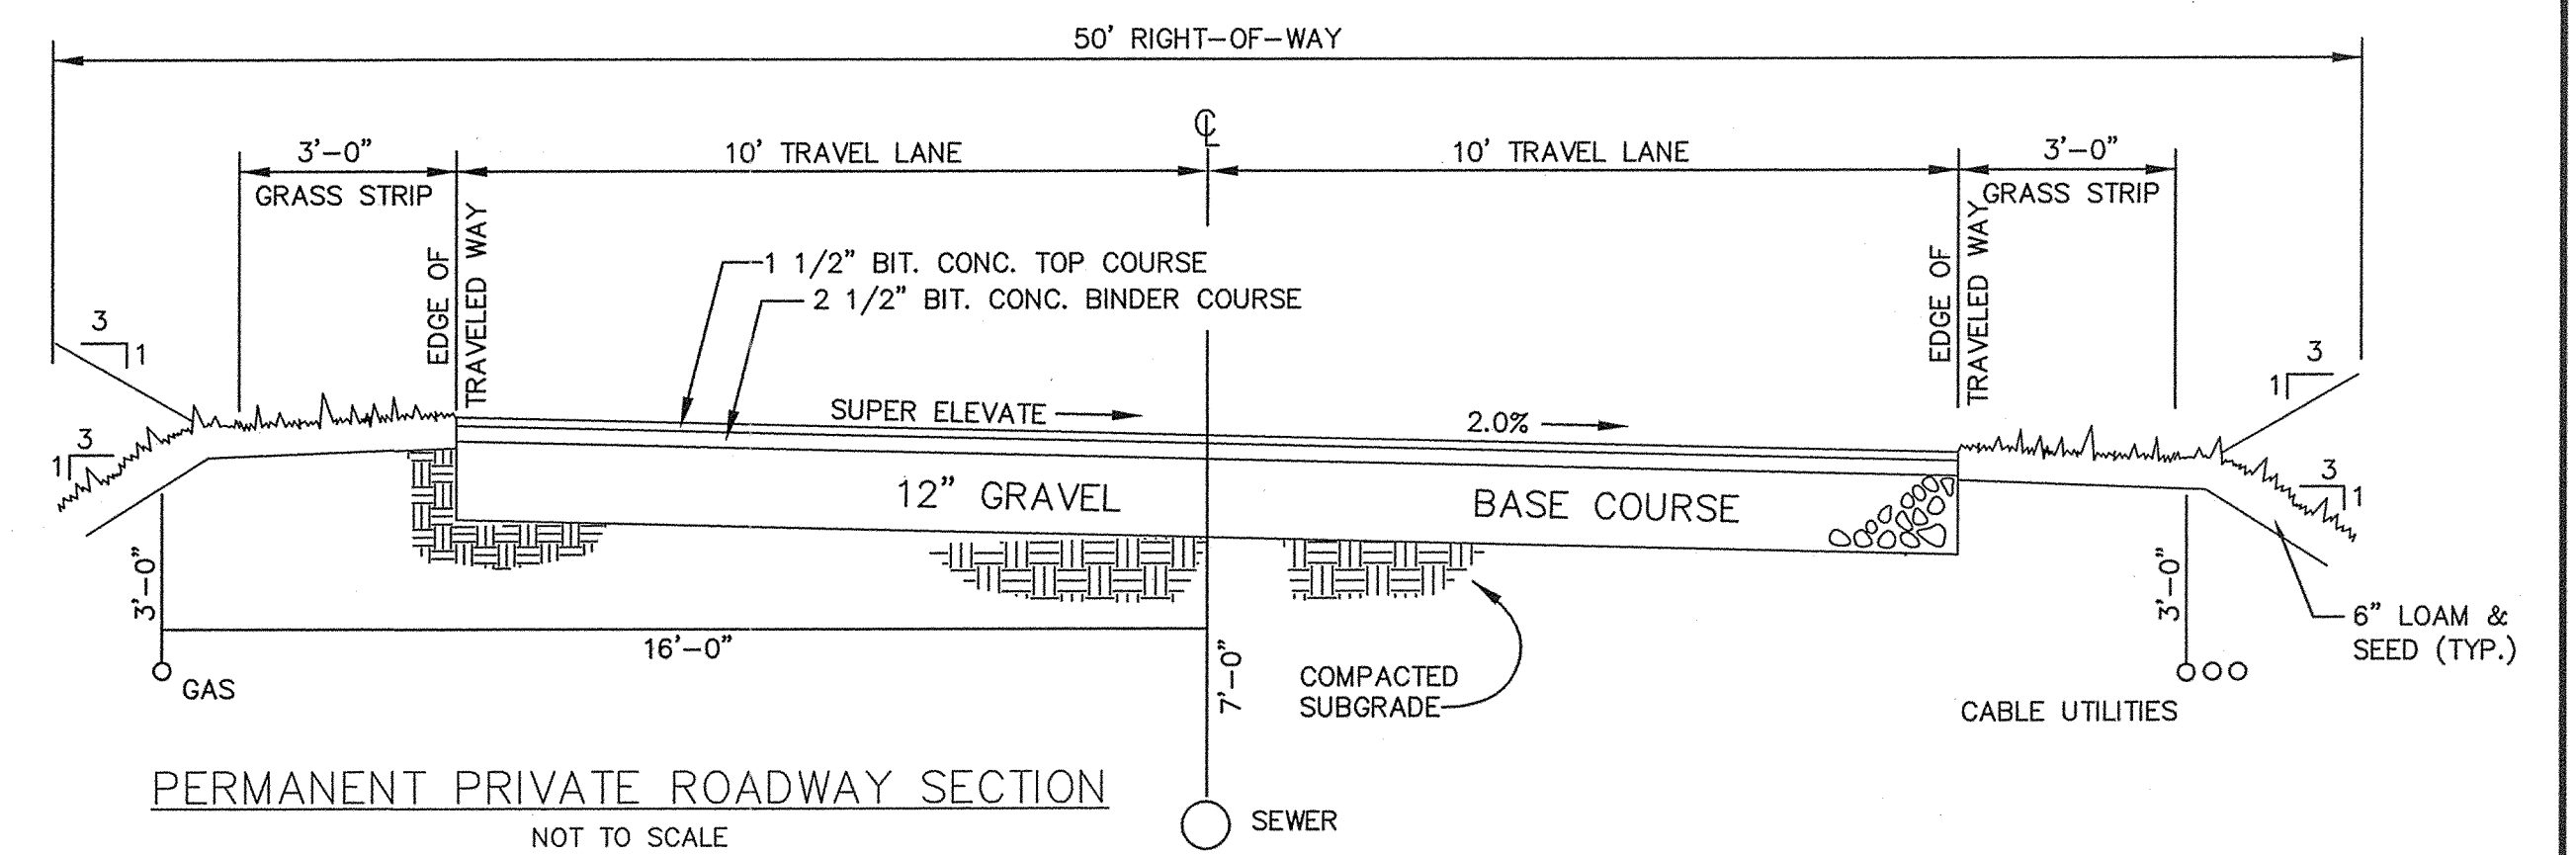 50' RIGHT-OF-WAY
℄
3'-0"
10' TRAVEL LANE
10' TRAVEL LANE
3'-0"
GRASS STRIP
GRASS STRIP
EDGE OF
TRAVELED WAY
EDGE OF
TRAVELED WAY
1 1/2" BIT. CONC. TOP COURSE
2 1/2" BIT. CONC. BINDER COURSE
3
1
3
1
SUPER ELEVATE
2.0%
3
1
3
1
12" GRAVEL
BASE COURSE
3'-0"
3'-0"
16'-0"
7'-0"
6" LOAM &
SEED (TYP.)
GAS
COMPACTED
SUBGRADE
CABLE UTILITIES
PERMANENT PRIVATE ROADWAY SECTION
NOT TO SCALE
SEWER